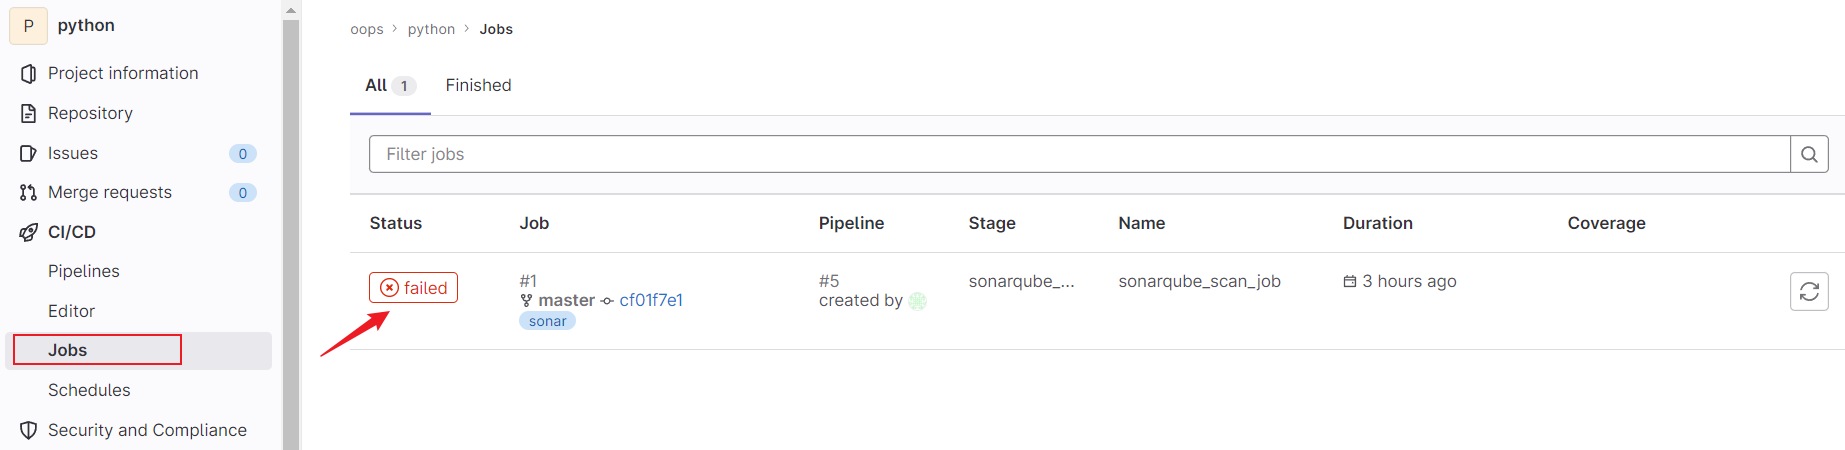 P python
Project information
Repository
Issues 0
Merge requests 0
CI/CD
Pipelines
Editor
Jobs
Schedules
Security and Compliance
oops > python > Jobs
All 1 Finished
Filter jobs
Status Job Pipeline Stage Name Duration Coverage
failed #1 #5 sonarqube_... sonarqube_scan_job 3 hours ago
master cf01f7e1 created by
sonar